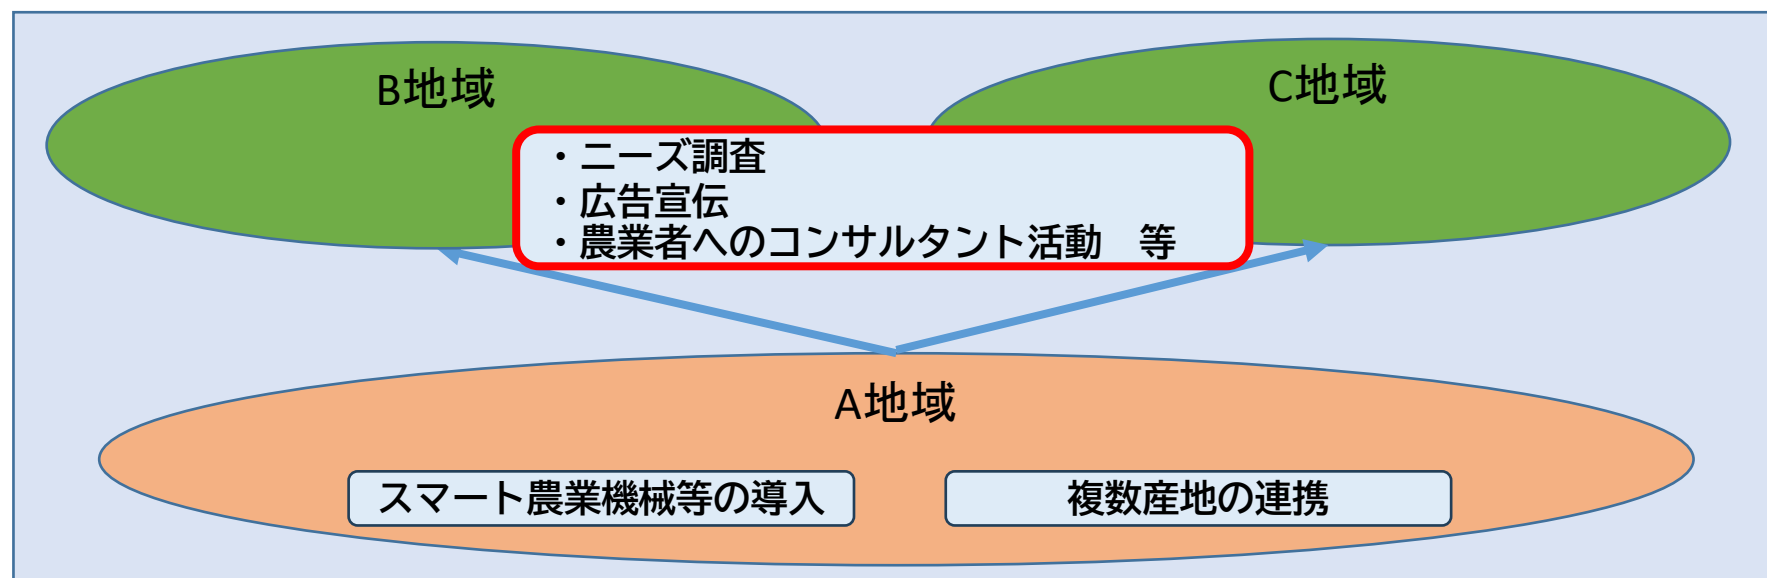 B地域
C地域
・ニーズ調査
・広告宣伝
・農業者へのコンサルタント活動　等
A地域
スマート農業機械等の導入
複数産地の連携